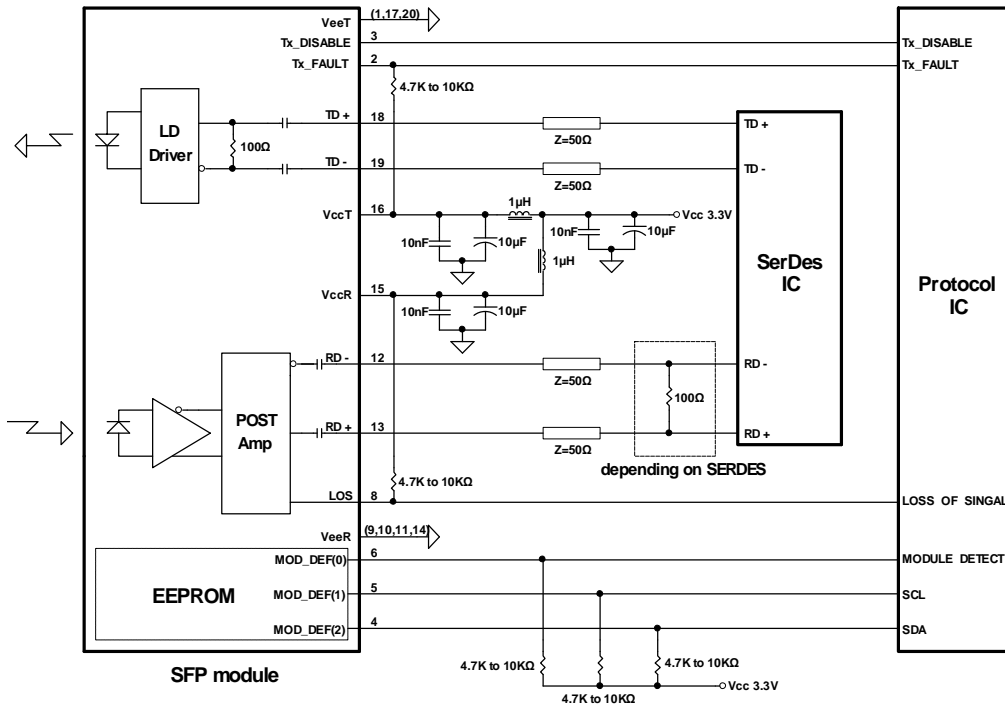 VeeT (1,17,20)
Tx_DISABLE 3 Tx_DISABLE
Tx_FAULT 2 Tx_FAULT
4.7K to 10KΩ
LD
Driver
100Ω
TD + 18 Z=50Ω TD +
TD - 19 Z=50Ω TD -
1µH
VccT 16 Vcc 3.3V
10nF 10µF 10nF 10µF
1µH
SerDes
IC
Protocol
IC
VccR 15
10nF 10µF
RD - 12 Z=50Ω RD -
100Ω
POST
Amp
RD + 13 Z=50Ω RD +
depending on SERDES
4.7K to 10KΩ
LOS 8 LOSS OF SINGAL
VeeR (9,10,11,14)
MOD_DEF(0) 6 MODULE DETECT
EEPROM
MOD_DEF(1) 5 SCL
MOD_DEF(2) 4 SDA
SFP module
4.7K to 10KΩ 4.7K to 10KΩ
4.7K to 10KΩ
Vcc 3.3V